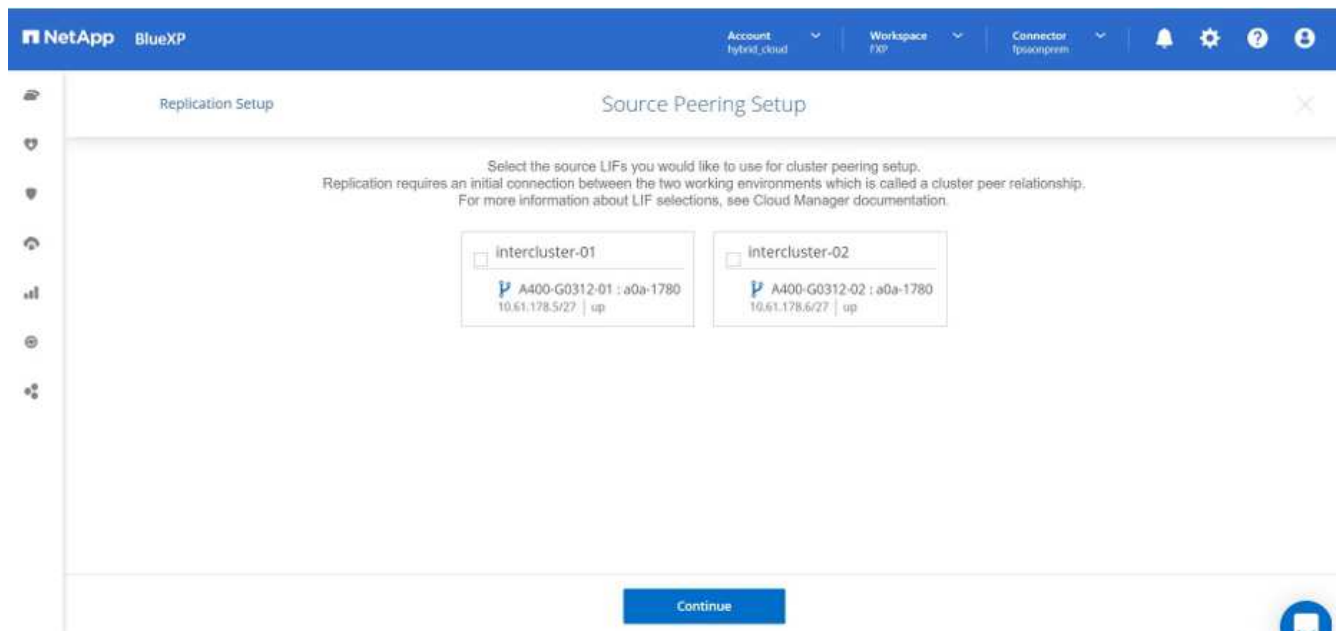 NetApp BlueXP
Account
hybrid_cloud
Workspace
FXP
Connector
fpsaonprem
Replication Setup
Source Peering Setup
Select the source LIFs you would like to use for cluster peering setup.
Replication requires an initial connection between the two working environments which is called a cluster peer relationship.
For more information about LIF selections, see Cloud Manager documentation.
intercluster-01
A400-G0312-01 : a0a-1780
10.61.178.5/27 | up
intercluster-02
A400-G0312-02 : a0a-1780
10.61.178.6/27 | up
Continue